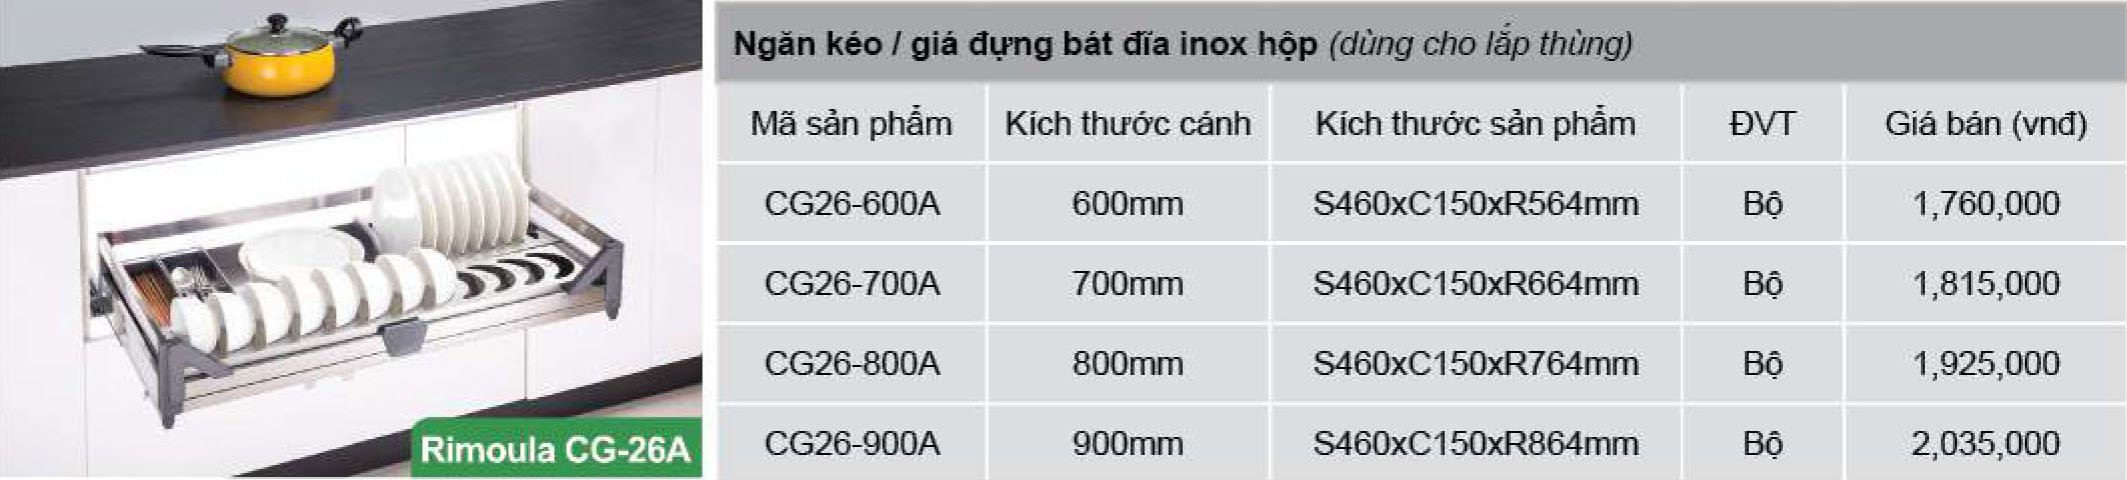 Rimoula CG-26A
Ngăn kéo / giá đựng bát đĩa inox hộp (dùng cho lắp thùng)
Mã sản phẩm Kích thước cánh Kích thước sản phẩm ĐVT Giá bán (vnđ)
CG26-600A 600mm S460xC150xR564mm Bộ 1,760,000
CG26-700A 700mm S460xC150xR664mm Bộ 1,815,000
CG26-800A 800mm S460xC150xR764mm Bộ 1,925,000
CG26-900A 900mm S460xC150xR864mm Bộ 2,035,000